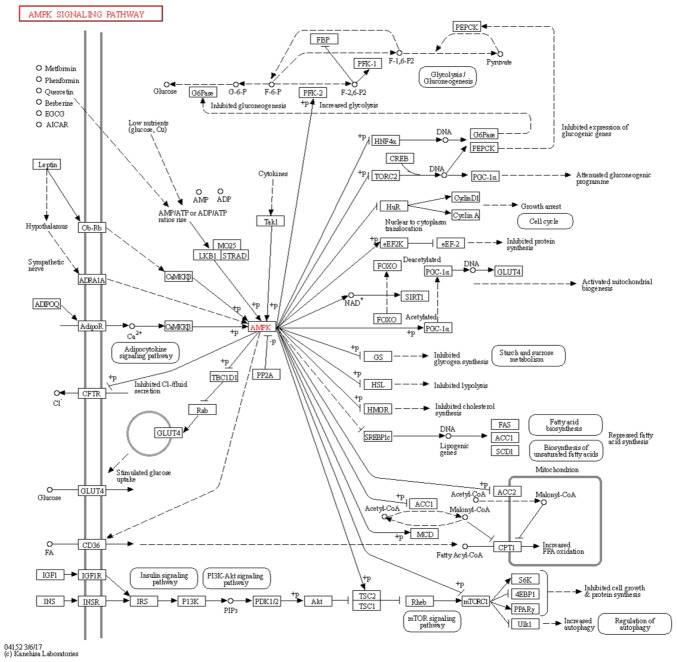 AMPK SIGNALING PATHWAY
Metformin
Phenformin
Quercetin
Berberine
EGCG
AICAR
Low nutrients
(glucose, O2)
Leptin
Hypothalamus
Sympathetic
nerve
Ob-Rb
ADRA1A
ADIPOQ
AdipoR
Ca2+
CaMKKβ
CaMKKβ
Adipocytokine
signaling pathway
AMP
ADP
AMP/ATP or ADP/ATP
ratios rise
MO25
LKB1
STRAD
Cytokines
Tak1
AMPK
PP2A
+p
+p
+p
+p
+p
-p
Glucose
G6Pase
G-6-P
F-6-P
FBP
PFK-2
PFK-1
F-2,6-P2
F-1,6-P2
PEPCK
Pyruvate
Glycolysis /
Gluconeogenesis
Inhibited gluconeogenesis
+p
Increased glycolysis
+p
HNF4α
DNA
G6Pase
PEPCK
Inhibited expression of
glucogenic genes
CREB
+p
TORC2
DNA
PGC-1α
Attenuated gluconeogenic
programme
HuR
CyclinD1
Cyclin A
Growth arrest
Cell cycle
Nuclear to cytoplasm
translocation
+p
eEF2K
eEF-2
Inhibited protein
synthesis
FOXO
Deacetylated
PGC-1α
DNA
GLUT4
Activated mitochondrial
biogenesis
NAD+
SIRT1
FOXO
Acetylated
+p
PGC-1α
GS
Inhibited
glycogen synthesis
Starch and sucrose
metabolism
HSL
Inhibited lypolysis
HMGR
Inhibited cholesterol
synthesis
SREBP1c
DNA
Lipogenic
genes
FAS
ACC1
SCD1
Fatty acid
biosynthesis
Biosynthesis of
unsaturated fatty acids
Repressed fatty
acid synthesis
Mitochondrion
+p
ACC2
Acetyl-CoA
Malonyl-CoA
+p
ACC1
Acetyl-CoA
Malonyl-CoA
+p
MCD
Fatty Acyl-CoA
CPT1
Increased
FFA oxidation
+p
Inhibited Cl-/fluid
secretion
Cl-
CFTR
+p
TBC1D1
Rab
GLUT4
Stimulated glucose
uptake
Glucose
GLUT4
FA
CD36
IGF1
IGF1R
Insulin signaling
pathway
PI3K-Akt signaling
pathway
INS
INSR
IRS
PI3K
PIP3
PDK1/2
+p
Akt
+p
TSC2
TSC1
Rheb
+p
mTORC1
mTOR signaling
pathway
S6K
4EBP1
PPARγ
Ulk1
Inhibited cell growth
& protein synthesis
Increased
autophagy
Regulation of
autophagy
04152 3/6/17
(c) Kanehisa Laboratories